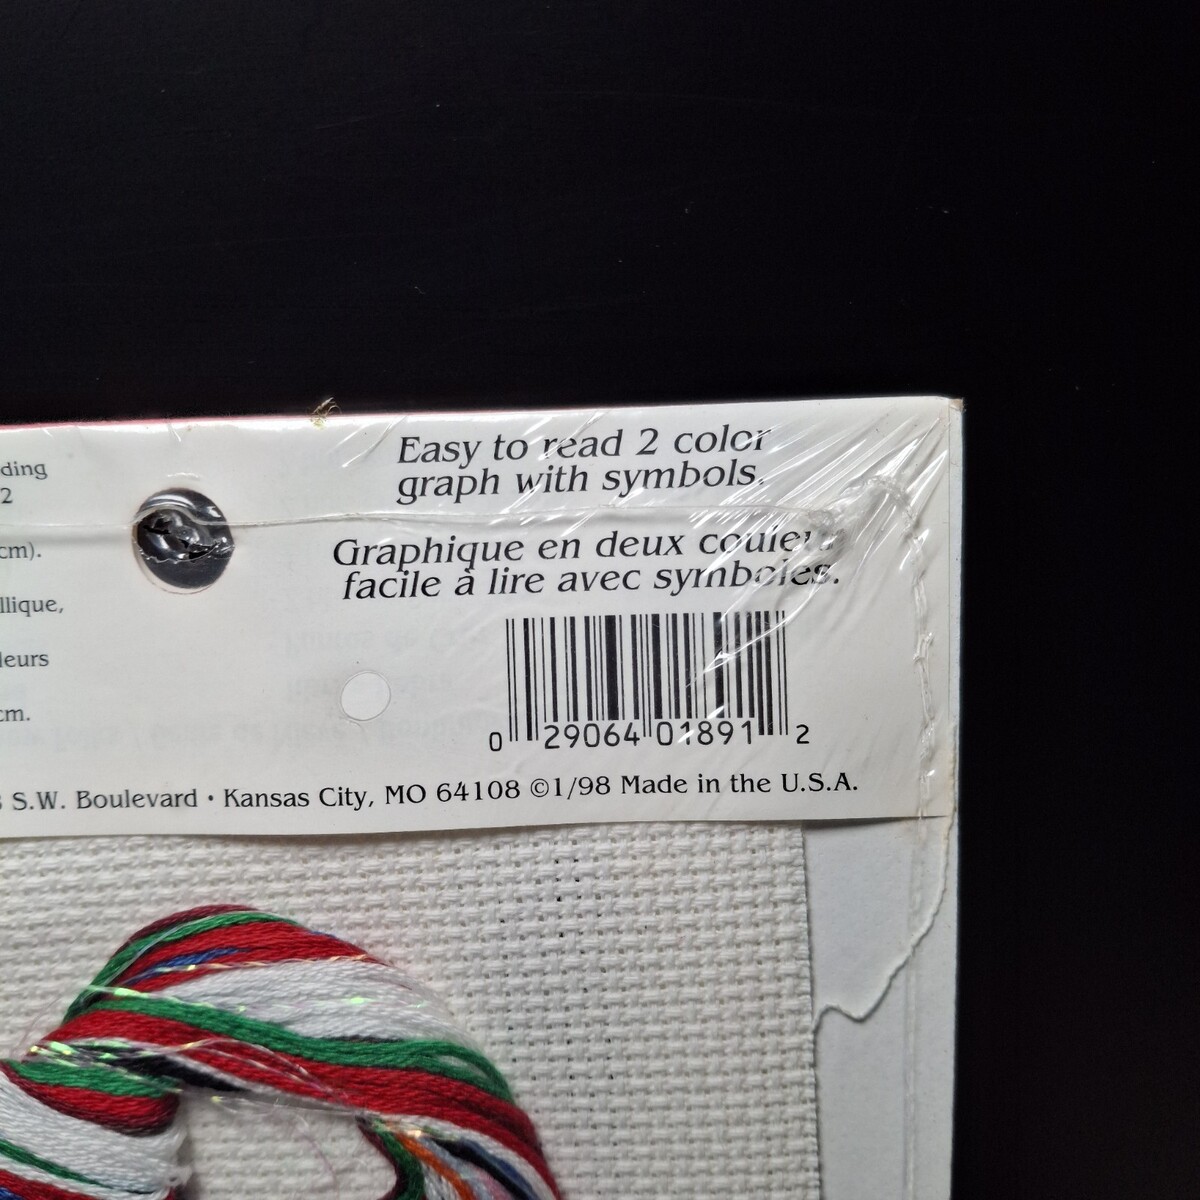 ding
2
cm).
llique,
leurs
cm.
Easy to read 2 color
graph with symbols.
Graphique en deux couleurs
facile à lire avec symboles.
0 29064 01891 2
S.W. Boulevard • Kansas City, MO 64108 ©1/98 Made in the U.S.A.